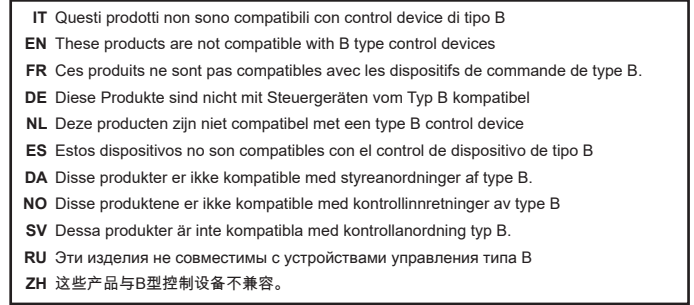 IT Questi prodotti non sono compatibili con control device di tipo B
EN These products are not compatible with B type control devices
FR Ces produits ne sont pas compatibles avec les dispositifs de commande de type B.
DE Diese Produkte sind nicht mit Steuergeräten vom Typ B kompatibel
NL Deze producten zijn niet compatibel met een type B control device
ES Estos dispositivos no son compatibles con el control de dispositivo de tipo B
DA Disse produkter er ikke kompatible med styreanordninger af type B.
NO Disse produktene er ikke kompatible med kontrollinnretninger av type B
SV Dessa produkter är inte kompatibla med kontrollanordning typ B.
RU Эти изделия не совместимы с устройствами управления типа B
ZH 这些产品与B型控制设备不兼容。